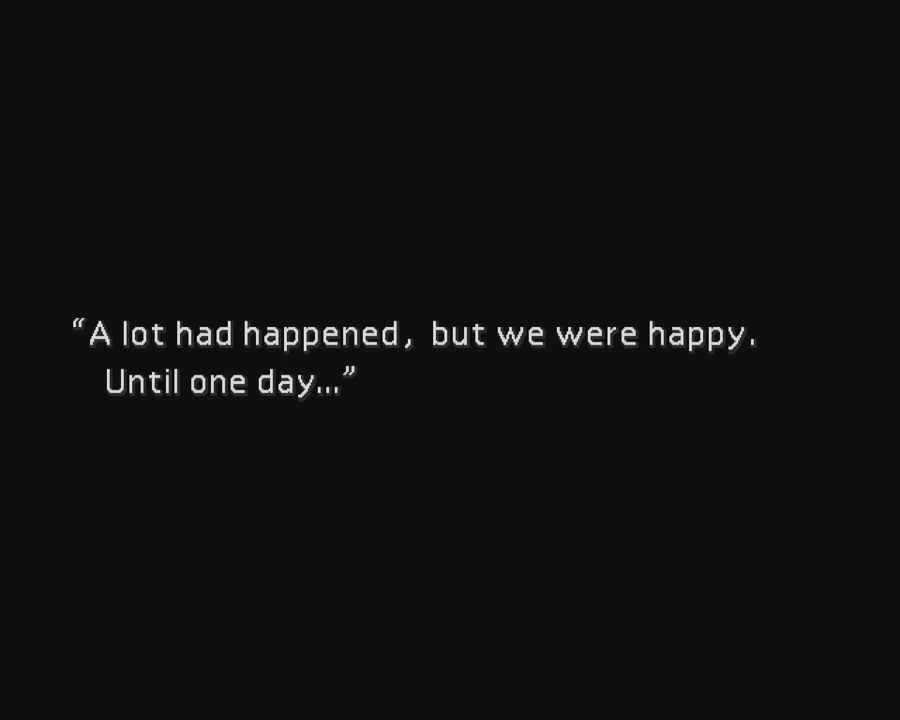 “A lot had happened, but we were happy.
Until one day...”